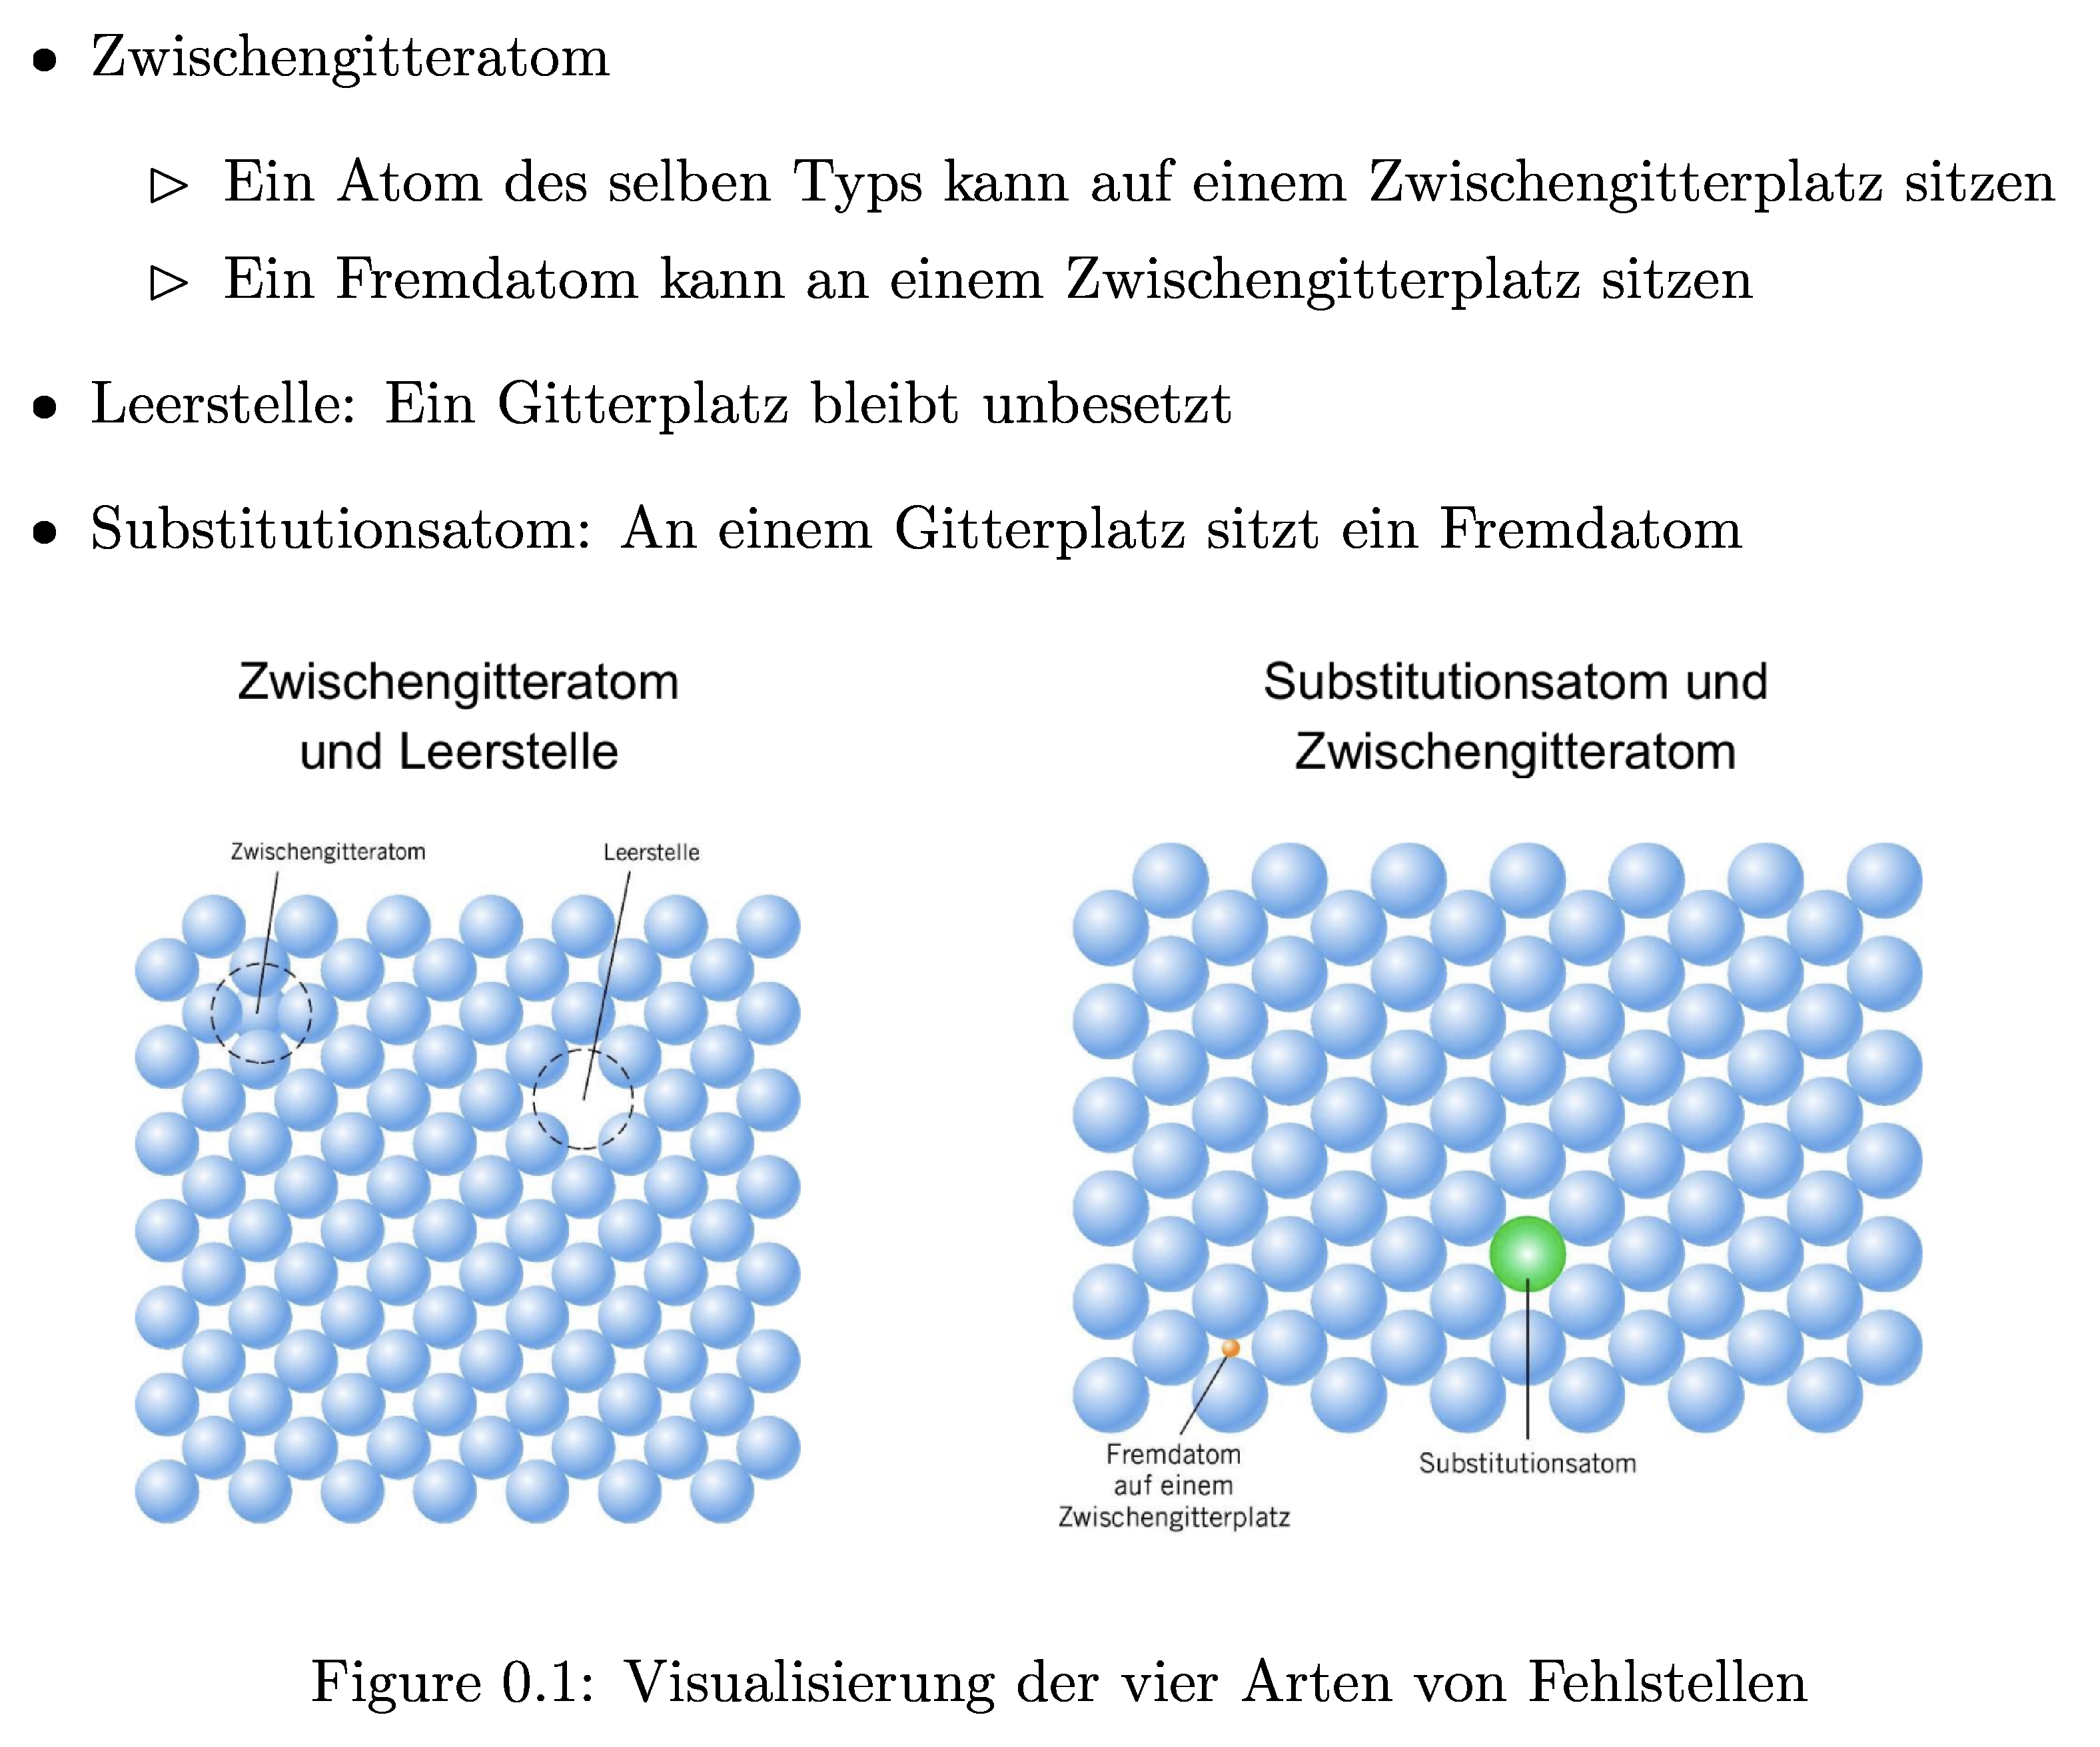 • Zwischengitteratom
▷ Ein Atom des selben Typs kann auf einem Zwischengitterplatz sitzen
▷ Ein Fremdatom kann an einem Zwischengitterplatz sitzen
• Leerstelle: Ein Gitterplatz bleibt unbesetzt
• Substitutionsatom: An einem Gitterplatz sitzt ein Fremdatom
Zwischengitteratom
und Leerstelle
Zwischengitteratom
Leerstelle
Substitutionsatom und
Zwischengitteratom
Fremdatom
auf einem
Zwischengitterplatz
Substitutionsatom
Figure 0.1: Visualisierung der vier Arten von Fehlstellen